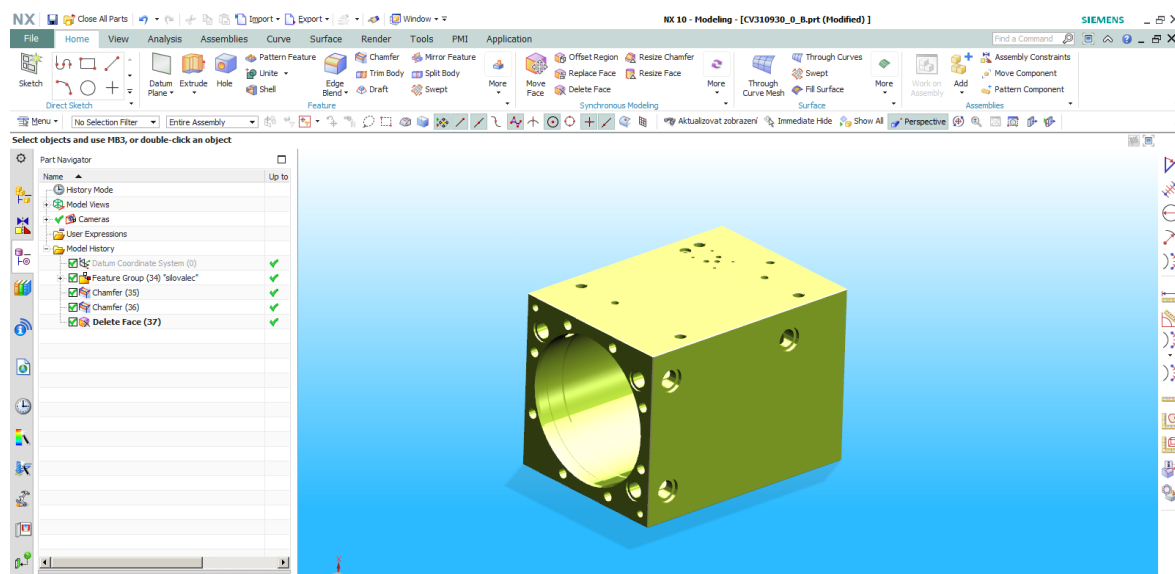 NX Close All Parts Import Export Window NX 10 - Modeling - [CV310930_0_B.prt (Modified) ] SIEMENS
File Home View Analysis Assemblies Curve Surface Render Tools PMI Application Find a Command
Pattern Feature Chamfer Mirror Feature Offset Region Resize Chamfer Through Curves Assembly Constraints
Unite Trim Body Split Body Replace Face Resize Face Swept Move Component
Shell Draft Swept Delete Face Fill Surface Pattern Component
Sketch Datum Plane Extrude Hole Edge Blend More Move Face More Through Curve Mesh More Work on Assembly Add
Direct Sketch Feature Synchronous Modeling Surface Assemblies
Menu No Selection Filter Entire Assembly Aktualizovat zobrazení Immediate Hide Show All Perspective
Select objects and use MB3, or double-click an object
Part Navigator
Name Up to
History Mode
Model Views
Cameras
User Expressions
Model History
Datum Coordinate System (0)
Feature Group (34) "silovalec"
Chamfer (35)
Chamfer (36)
Delete Face (37)
X